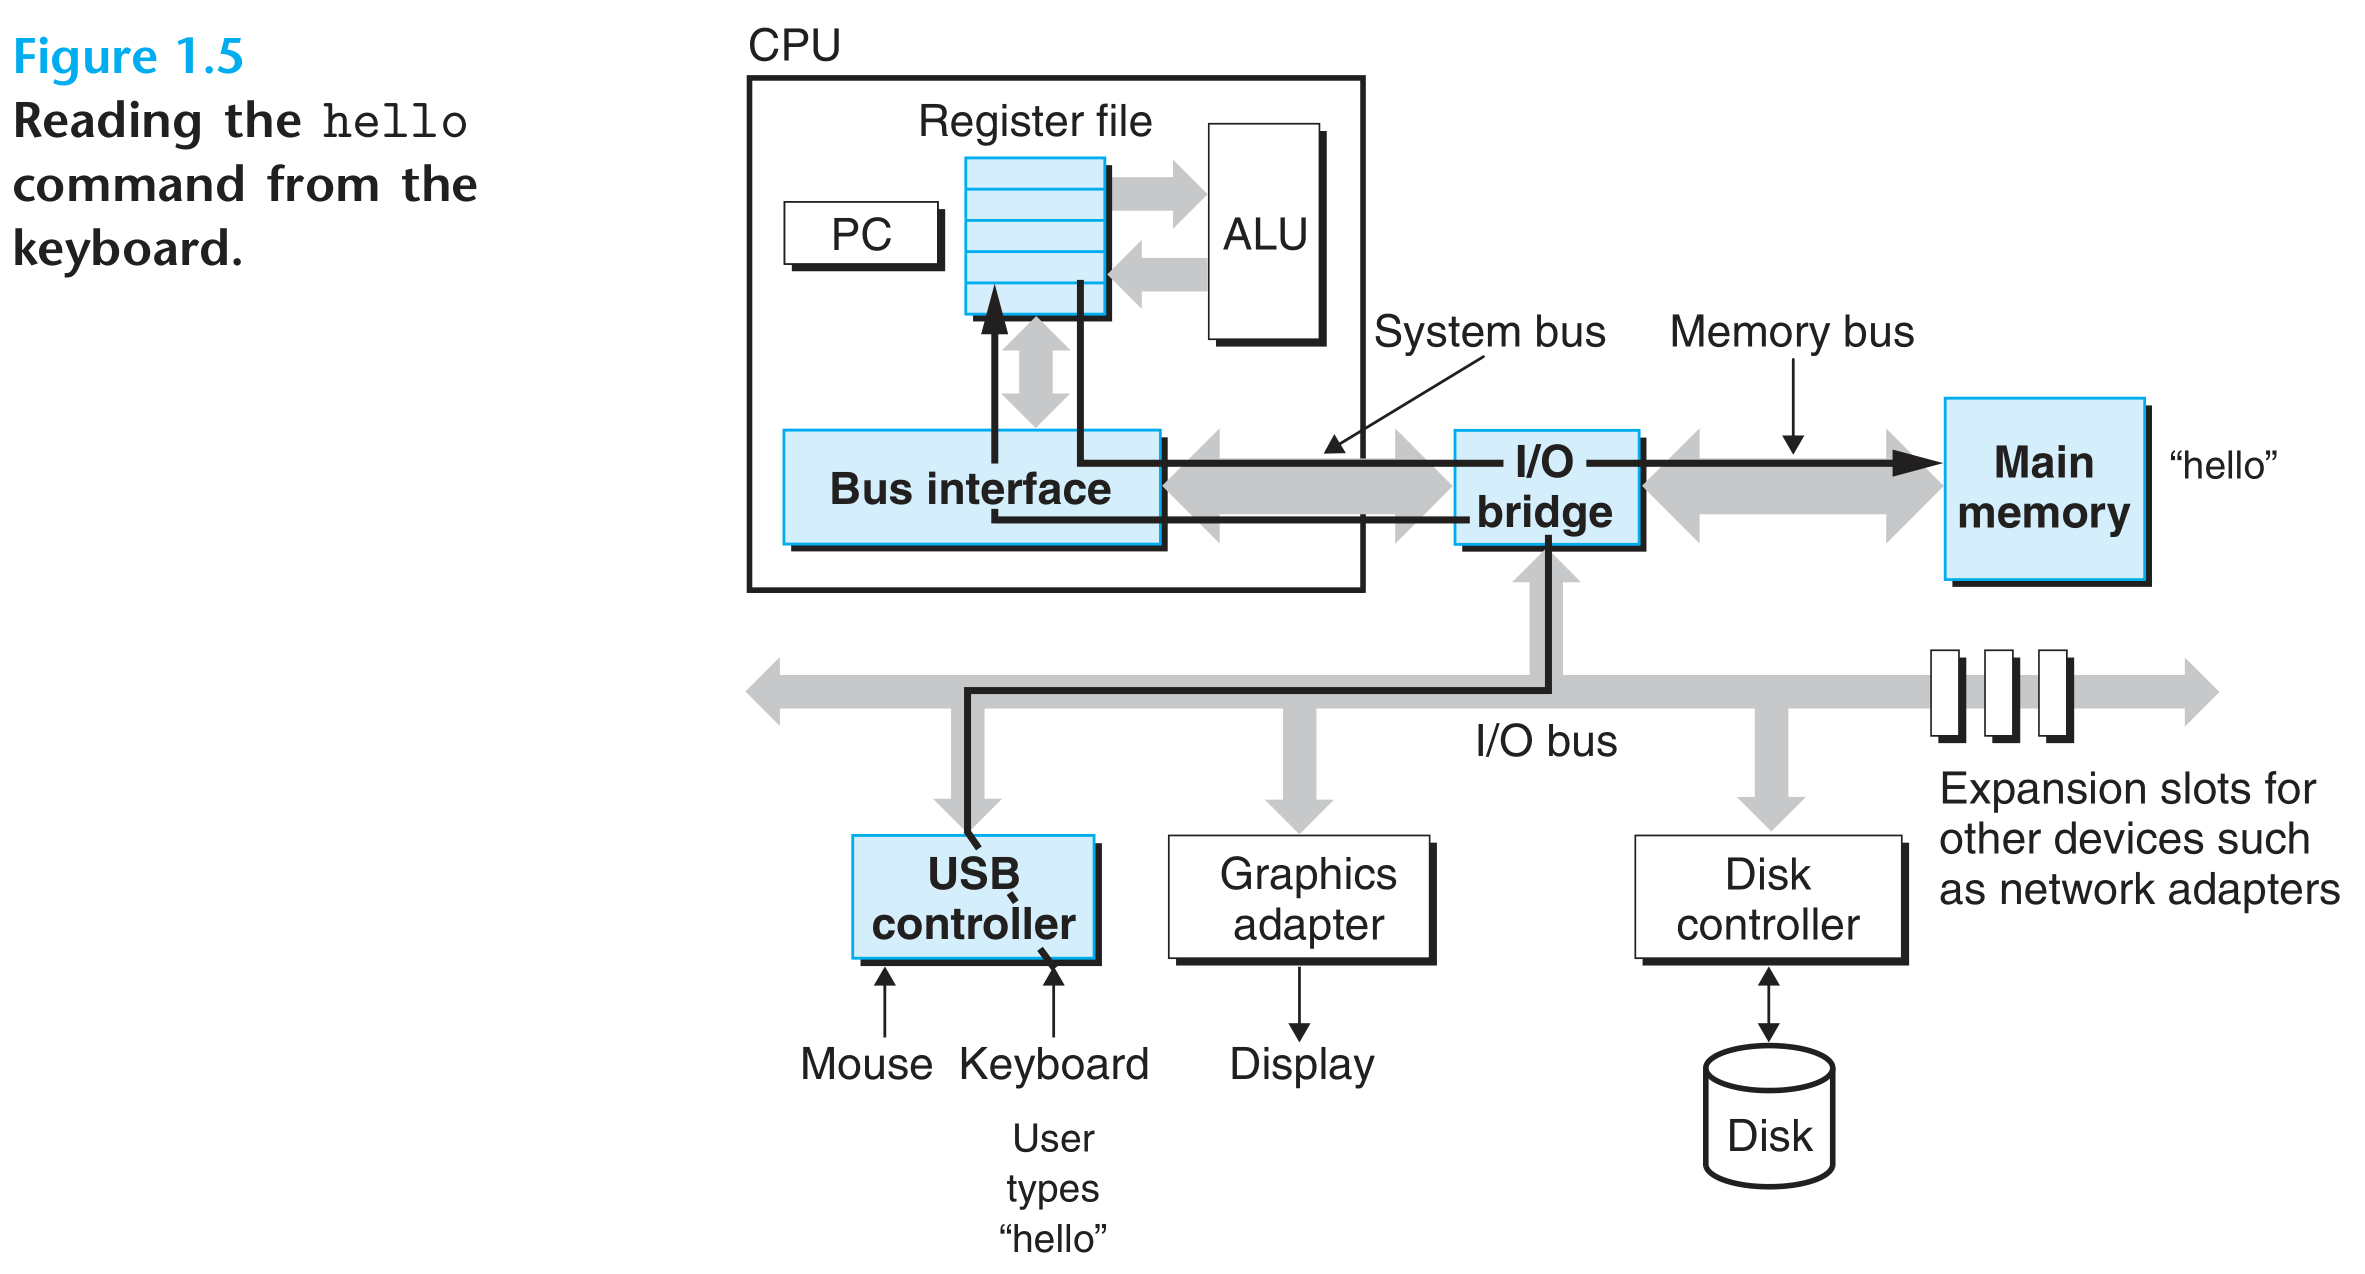 Figure 1.5
Reading the hello
command from the
keyboard.
CPU
Register file
PC
ALU
System bus
Memory bus
Bus interface
I/O
bridge
Main
memory
“hello”
I/O bus
Expansion slots for
other devices such
as network adapters
USB
controller
Graphics
adapter
Disk
controller
Mouse
Keyboard
Display
Disk
User
types
“hello”